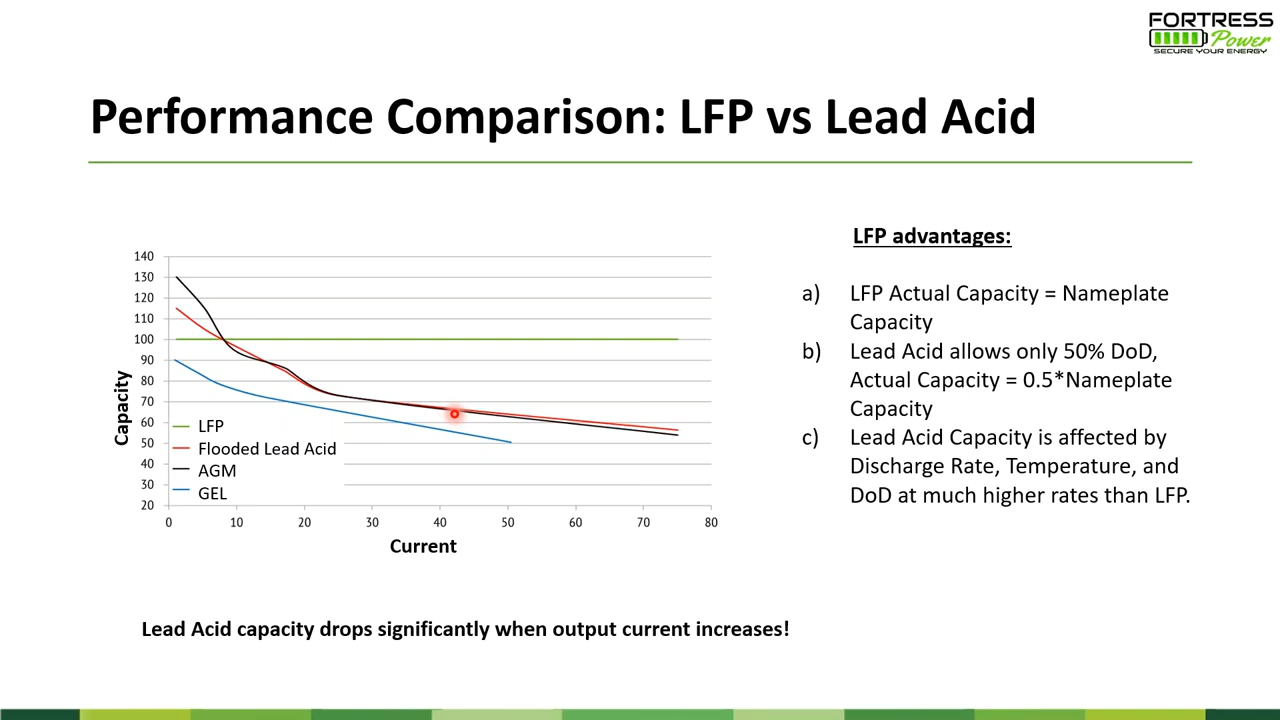 FORTRESS
Power
SECURE YOUR ENERGY
Performance Comparison: LFP vs Lead Acid
140
130
120
110
100
90
80
70
60
50
40
30
20
Capacity
LFP
Flooded Lead Acid
AGM
GEL
0 10 20 30 40 50 60 70 80
Current
LFP advantages:
a) LFP Actual Capacity = Nameplate
Capacity
b) Lead Acid allows only 50% DoD,
Actual Capacity = 0.5*Nameplate
Capacity
c) Lead Acid Capacity is affected by
Discharge Rate, Temperature, and
DoD at much higher rates than LFP.
Lead Acid capacity drops significantly when output current increases!